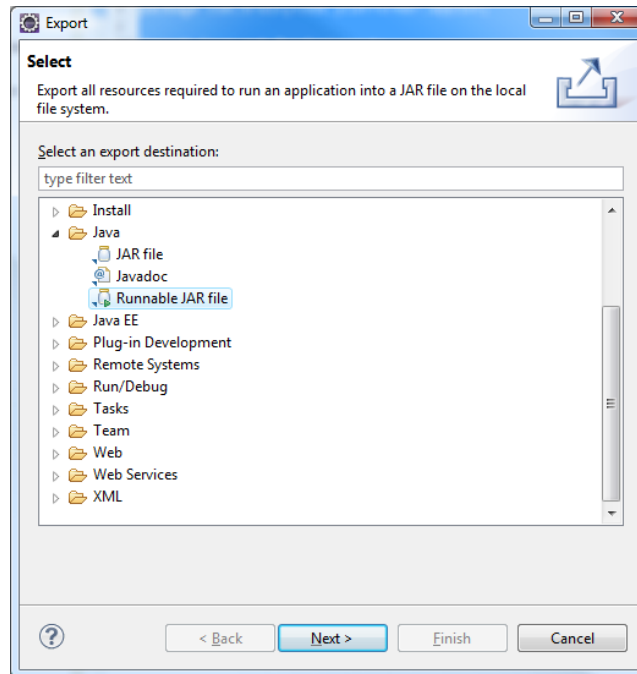 Export
Select
Export all resources required to run an application into a JAR file on the local
file system.
Select an export destination:
type filter text
Install
Java
JAR file
Javadoc
Runnable JAR file
Java EE
Plug-in Development
Remote Systems
Run/Debug
Tasks
Team
Web
Web Services
XML
< Back
Next >
Finish
Cancel